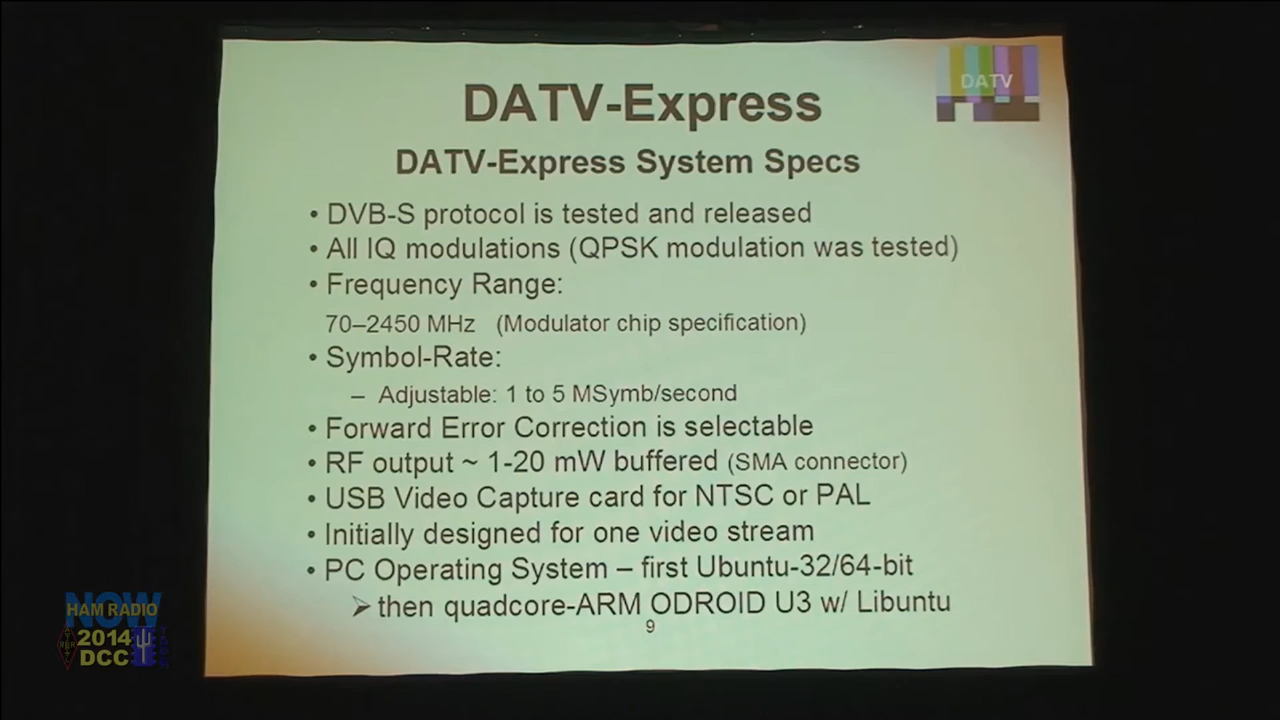 DATV
DATV-Express
DATV-Express System Specs
• DVB-S protocol is tested and released
• All IQ modulations (QPSK modulation was tested)
• Frequency Range:
70–2450 MHz (Modulator chip specification)
• Symbol-Rate:
– Adjustable: 1 to 5 MSymb/second
• Forward Error Correction is selectable
• RF output ~ 1-20 mW buffered (SMA connector)
• USB Video Capture card for NTSC or PAL
• Initially designed for one video stream
• PC Operating System – first Ubuntu-32/64-bit
➢ then quadcore-ARM ODROID U3 w/ Libuntu
9
NOW
HAM RADIO
2014
DCC